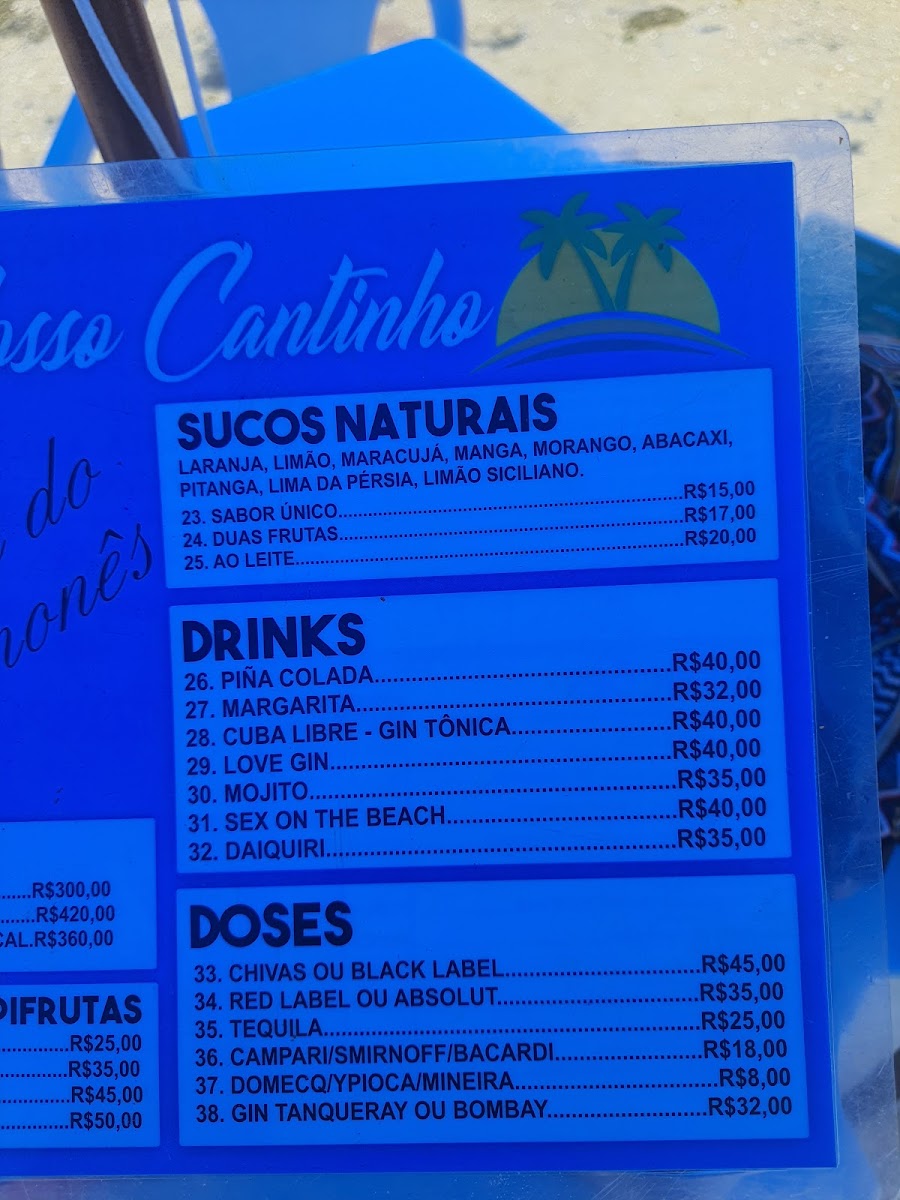 Cantinho
do
SUCOS NATURAIS
LARANJA, LIMÃO, MARACUJÁ, MANGA, MORANGO, ABACAXI,
PITANGA, LIMA DA PÉRSIA, LIMÃO SICILIANO.
23. SABOR ÚNICO R$15,00
24. DUAS FRUTAS R$17,00
25. AO LEITE R$20,00
DRINKS
26. PIÑA COLADA R$40,00
27. MARGARITA R$32,00
28. CUBA LIBRE - GIN TÔNICA R$40,00
29. LOVE GIN R$40,00
30. MOJITO R$35,00
31. SEX ON THE BEACH R$40,00
32. DAIQUIRI R$35,00
R$300,00
R$420,00
R$360,00
R$25,00
R$35,00
R$45,00
R$50,00
DOSES
33. CHIVAS OU BLACK LABEL R$45,00
34. RED LABEL OU ABSOLUT R$35,00
35. TEQUILA R$25,00
36. CAMPARI/SMIRNOFF/BACARDI R$18,00
37. DOMECQ/YPIOCA/MINEIRA R$8,00
38. GIN TANQUERAY OU BOMBAY R$32,00